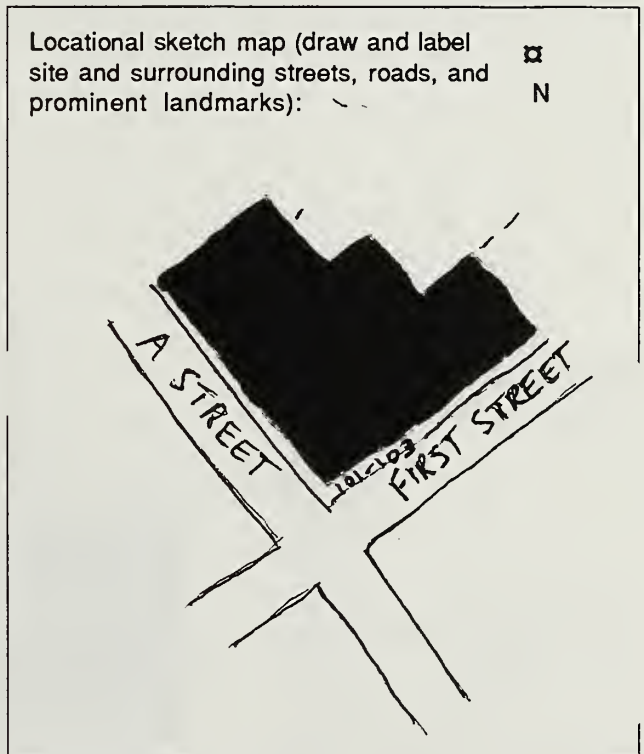 Locational sketch map (draw and label
site and surrounding streets, roads, and
prominent landmarks):
¤
N
A STREET
101-103
FIRST STREET